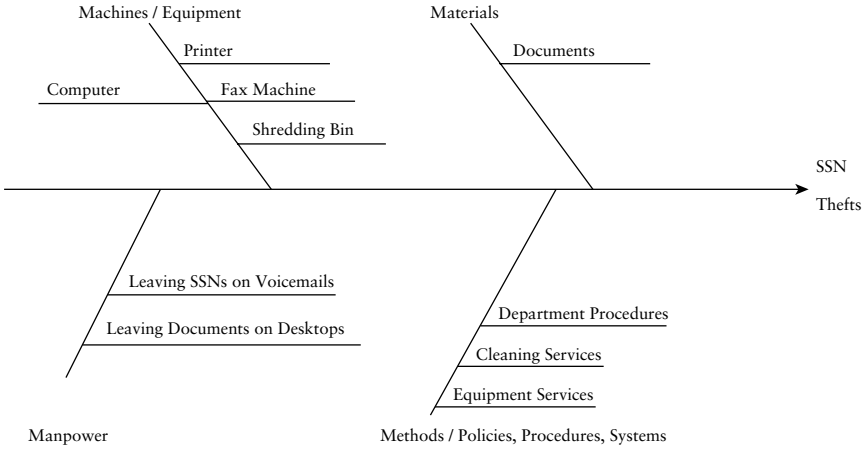 Machines / Equipment
Materials
Printer
Documents
Computer
Fax Machine
Shredding Bin
SSN
Thefts
Leaving SSNs on Voicemails
Leaving Documents on Desktops
Department Procedures
Cleaning Services
Equipment Services
Manpower
Methods / Policies, Procedures, Systems